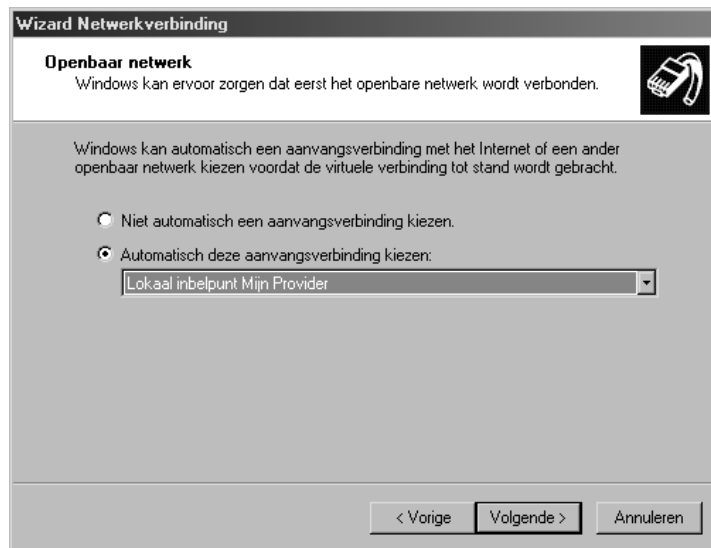 Wizard Netwerkverbinding
Openbaar netwerk
Windows kan ervoor zorgen dat eerst het openbare netwerk wordt verbonden.
Windows kan automatisch een aanvangsverbinding met het Internet of een ander
openbaar netwerk kiezen voordat de virtuele verbinding tot stand wordt gebracht.
Niet automatisch een aanvangsverbinding kiezen.
Automatisch deze aanvangsverbinding kiezen:
Lokaal inbelpunt Mijn Provider
< Vorige Volgende > Annuleren